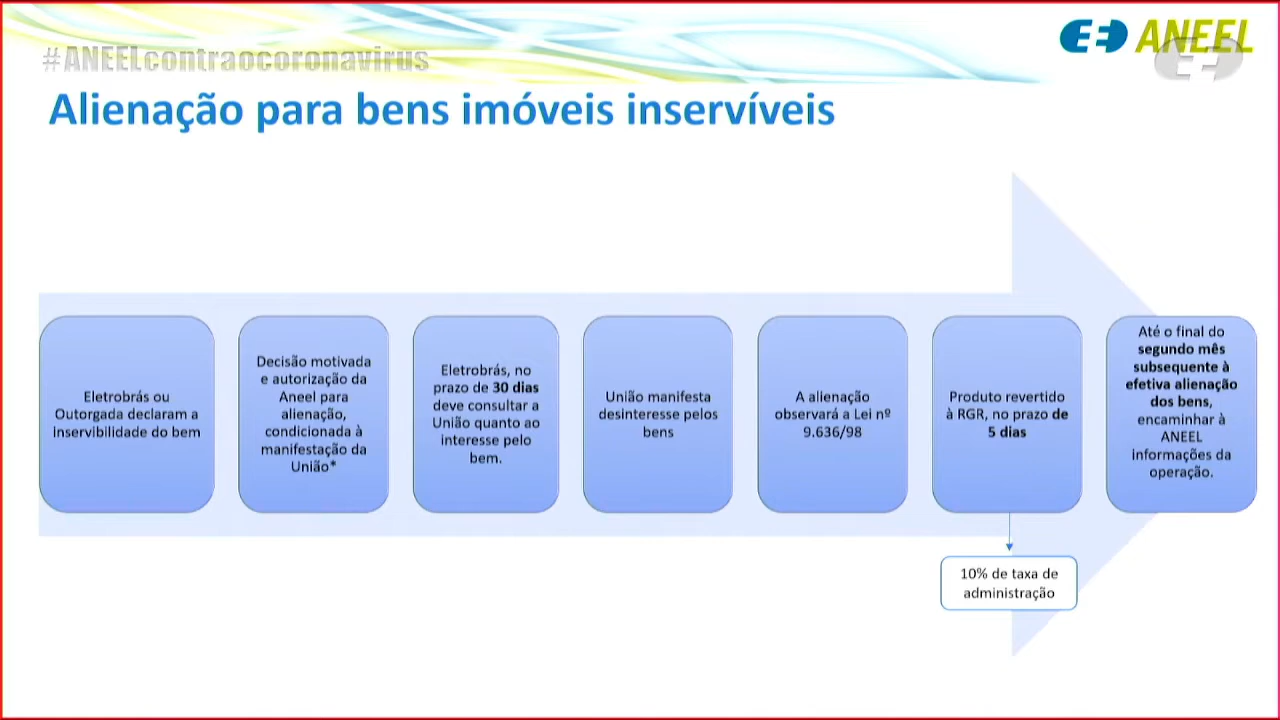 #ANEELcontraocoronavirus
ANEEL
Alienação para bens imóveis inservíveis
Eletrobrás ou
Outorgada declaram a
Inservibilidade do bem
Decisão motivada
e autorização da
Aneel para
alienação,
condicionada à
manifestação da
União*
Eletrobrás, no
prazo de 30 dias
deve consultar a
União quanto ao
interesse pelo
bem.
União manifesta
desinteresse pelos
bens
A alienação
observará a Lei nº
9.636/98
Produto revertido
à RGR, no prazo de
5 dias
Até o final do
segundo mês
subsequente à
efetiva alienação
dos bens,
encaminhar à
ANEEL
informações da
operação.
10% de taxa de
administração